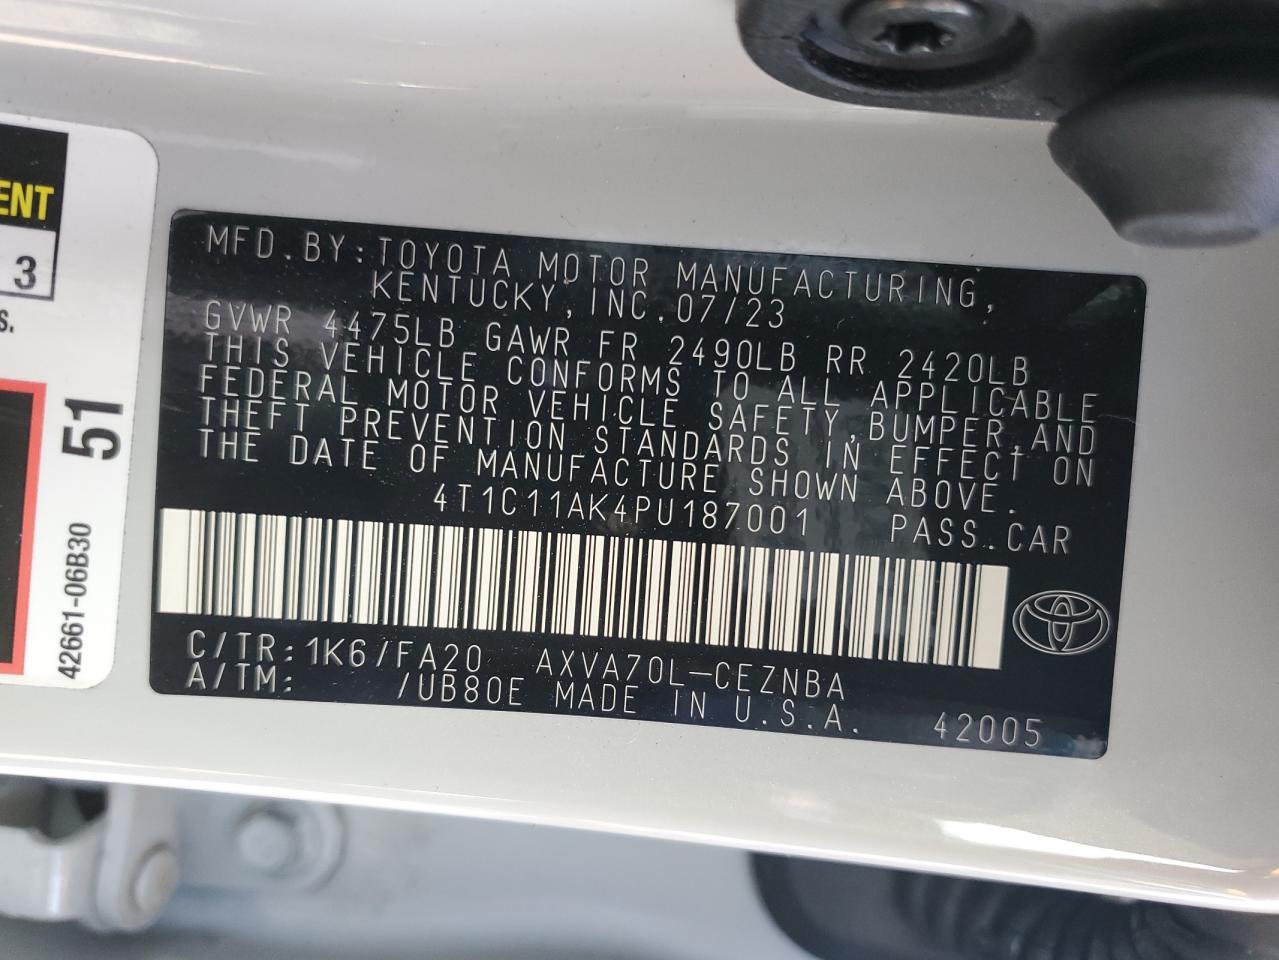 ENT
3
S.
51
42661-06B30
MFD.BY:TOYOTA MOTOR MANUFACTURING,
KENTUCKY,INC.07/23
GVWR 4475LB GAWR FR 2490LB RR 2420LB
THIS VEHICLE CONFORMS TO ALL APPLICABLE
FEDERAL MOTOR VEHICLE SAFETY,BUMPER,AND
THEFT PREVENTION STANDARDS IN EFFECT ON
THE DATE OF MANUFACTURE SHOWN ABOVE.
4T1C11AK4PU187001 PASS.CAR
C/TR:1K6/FA20 AXVA70L-CEZNBA
A/TM: /UB80E MADE IN U.S.A. 42005